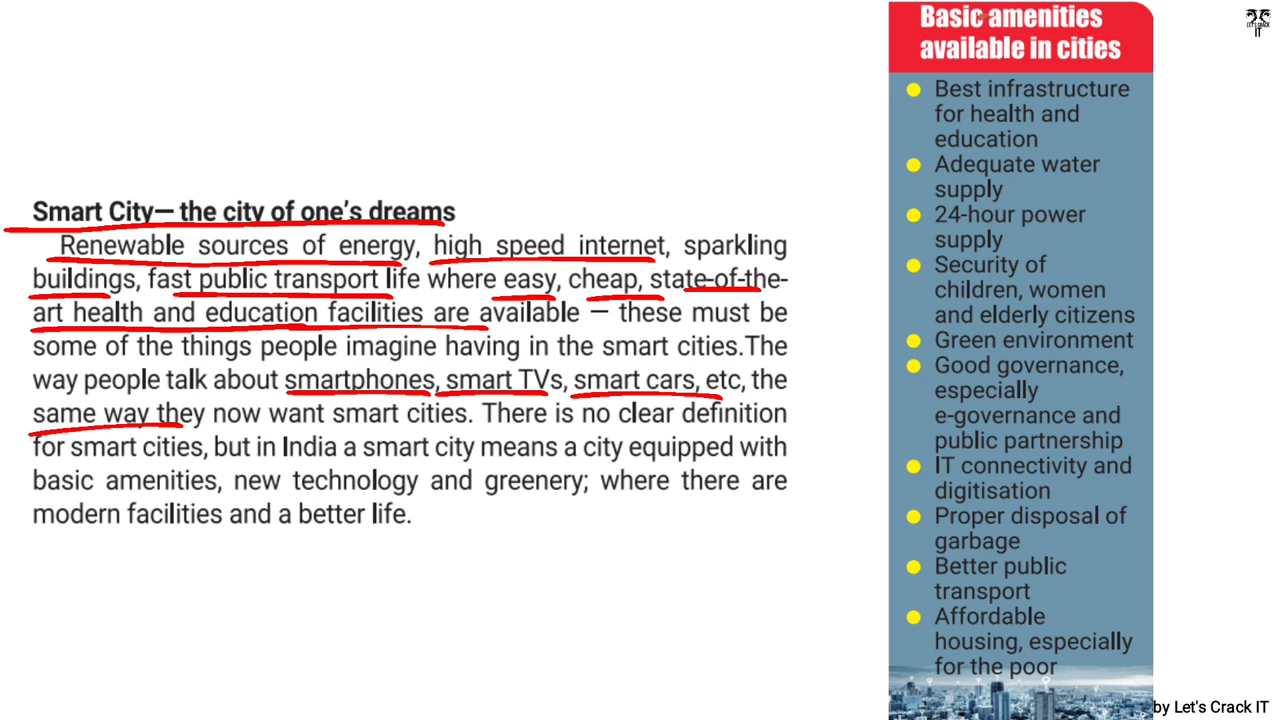 Smart City— the city of one's dreams
Renewable sources of energy, high speed internet, sparkling
buildings, fast public transport life where easy, cheap, state-of-the-
art health and education facilities are available — these must be
some of the things people imagine having in the smart cities.The
way people talk about smartphones, smart TVs, smart cars, etc, the
same way they now want smart cities. There is no clear definition
for smart cities, but in India a smart city means a city equipped with
basic amenities, new technology and greenery; where there are
modern facilities and a better life.
Basic amenities
available in cities
Best infrastructure
for health and
education
Adequate water
supply
24-hour power
supply
Security of
children, women
and elderly citizens
Green environment
Good governance,
especially
e-governance and
public partnership
IT connectivity and
digitisation
Proper disposal of
garbage
Better public
transport
Affordable
housing, especially
for the poor
LET'S CRACK
IT
by Let's Crack IT